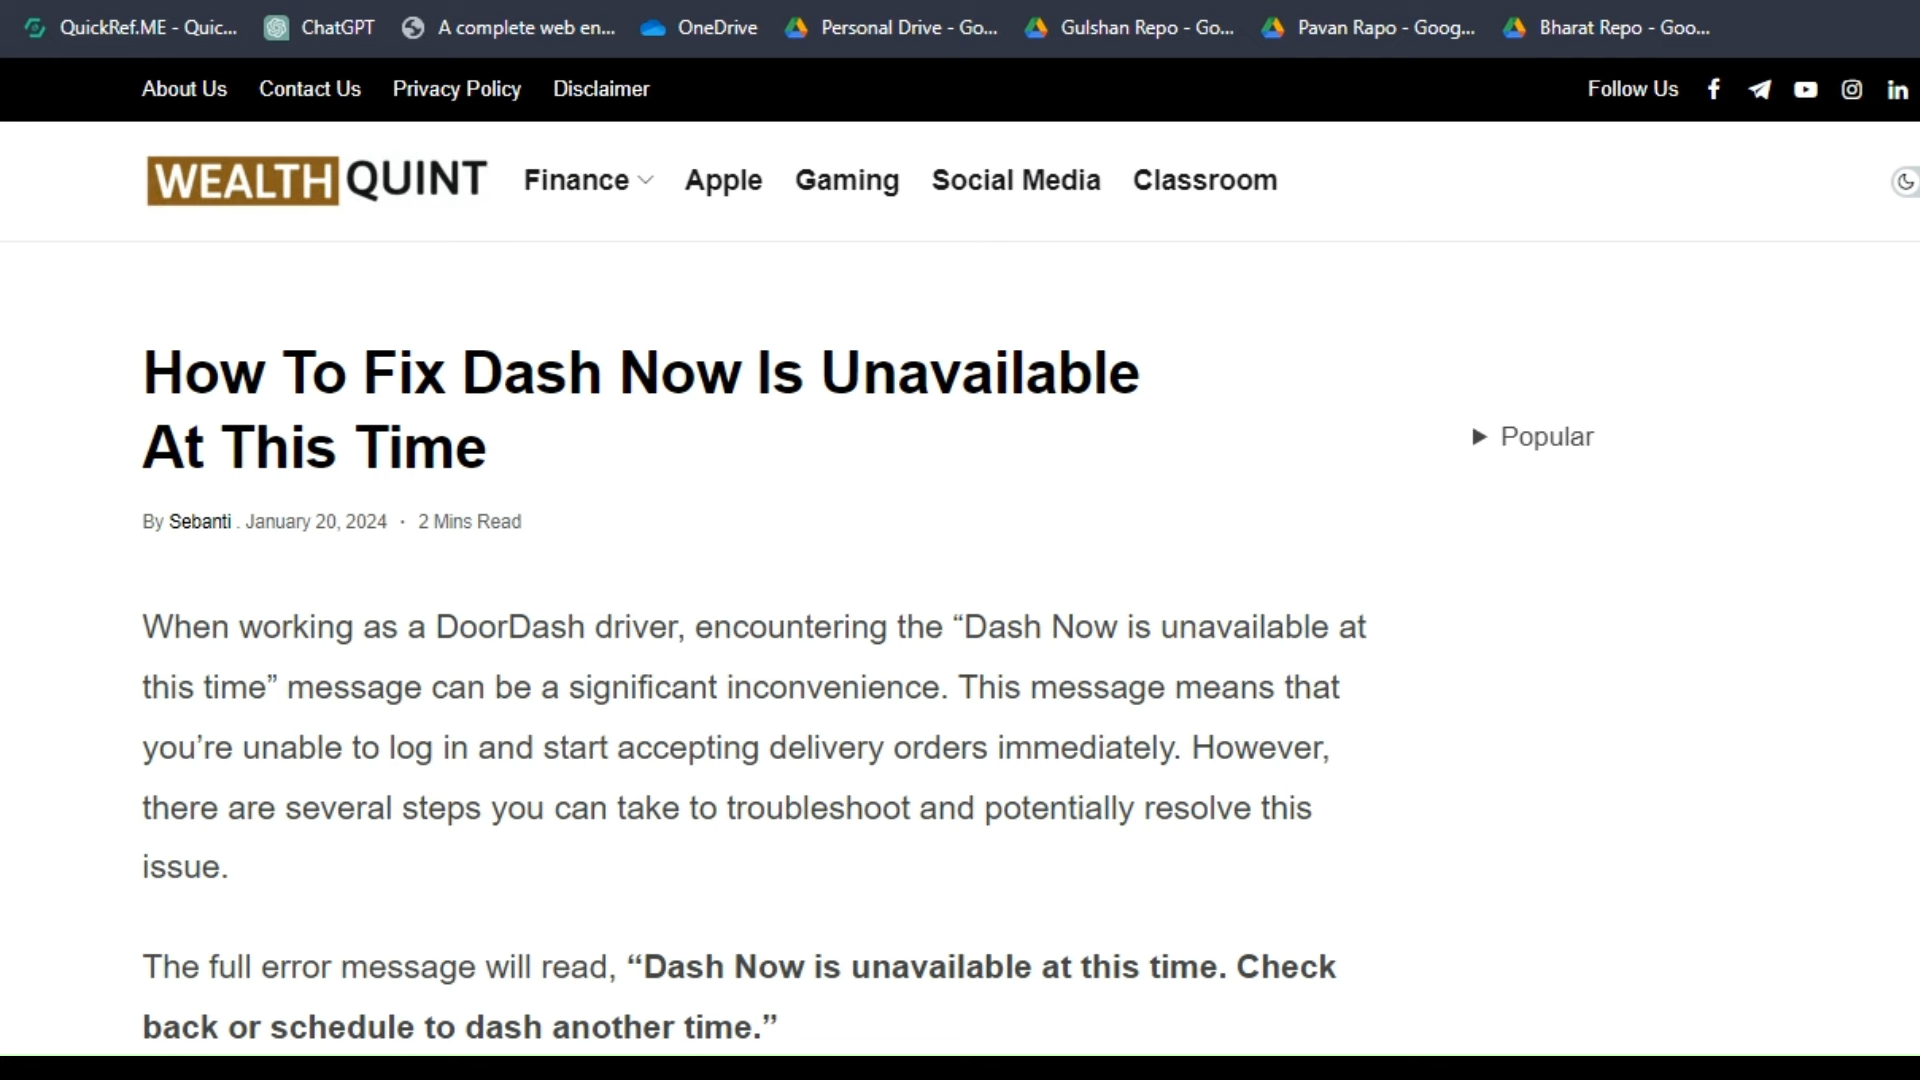 QuickRef.ME - Quic... ChatGPT A complete web en... OneDrive Personal Drive - Go... Gulshan Repo - Go... Pavan Rapo - Goog... Bharat Repo - Goo...
About Us Contact Us Privacy Policy Disclaimer Follow Us
WEALTH QUINT Finance Apple Gaming Social Media Classroom
How To Fix Dash Now Is Unavailable
At This Time
Popular
By Sebanti . January 20, 2024 · 2 Mins Read
When working as a DoorDash driver, encountering the “Dash Now is unavailable at
this time” message can be a significant inconvenience. This message means that
you’re unable to log in and start accepting delivery orders immediately. However,
there are several steps you can take to troubleshoot and potentially resolve this
issue.
The full error message will read, “Dash Now is unavailable at this time. Check
back or schedule to dash another time.”